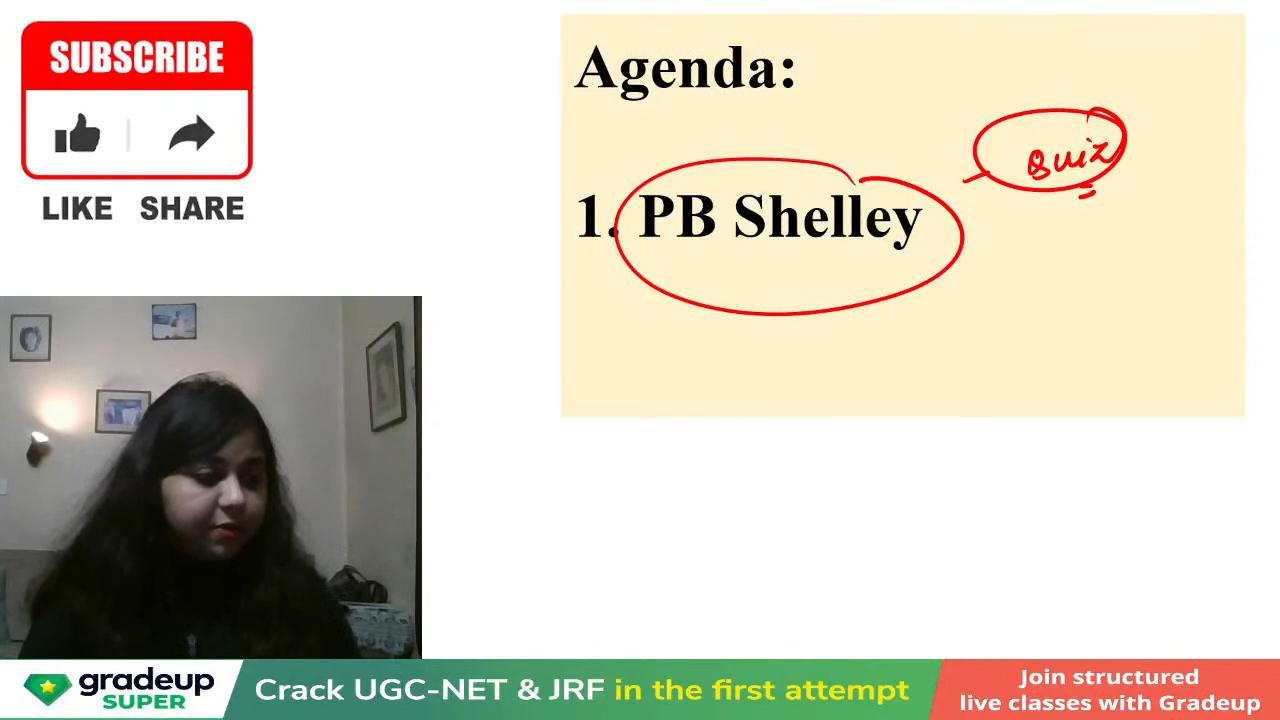 SUBSCRIBE
LIKE SHARE
Agenda:
Quiz
1. PB Shelley
gradeup
SUPER
Crack UGC-NET & JRF in the first attempt
Join structured
live classes with Gradeup